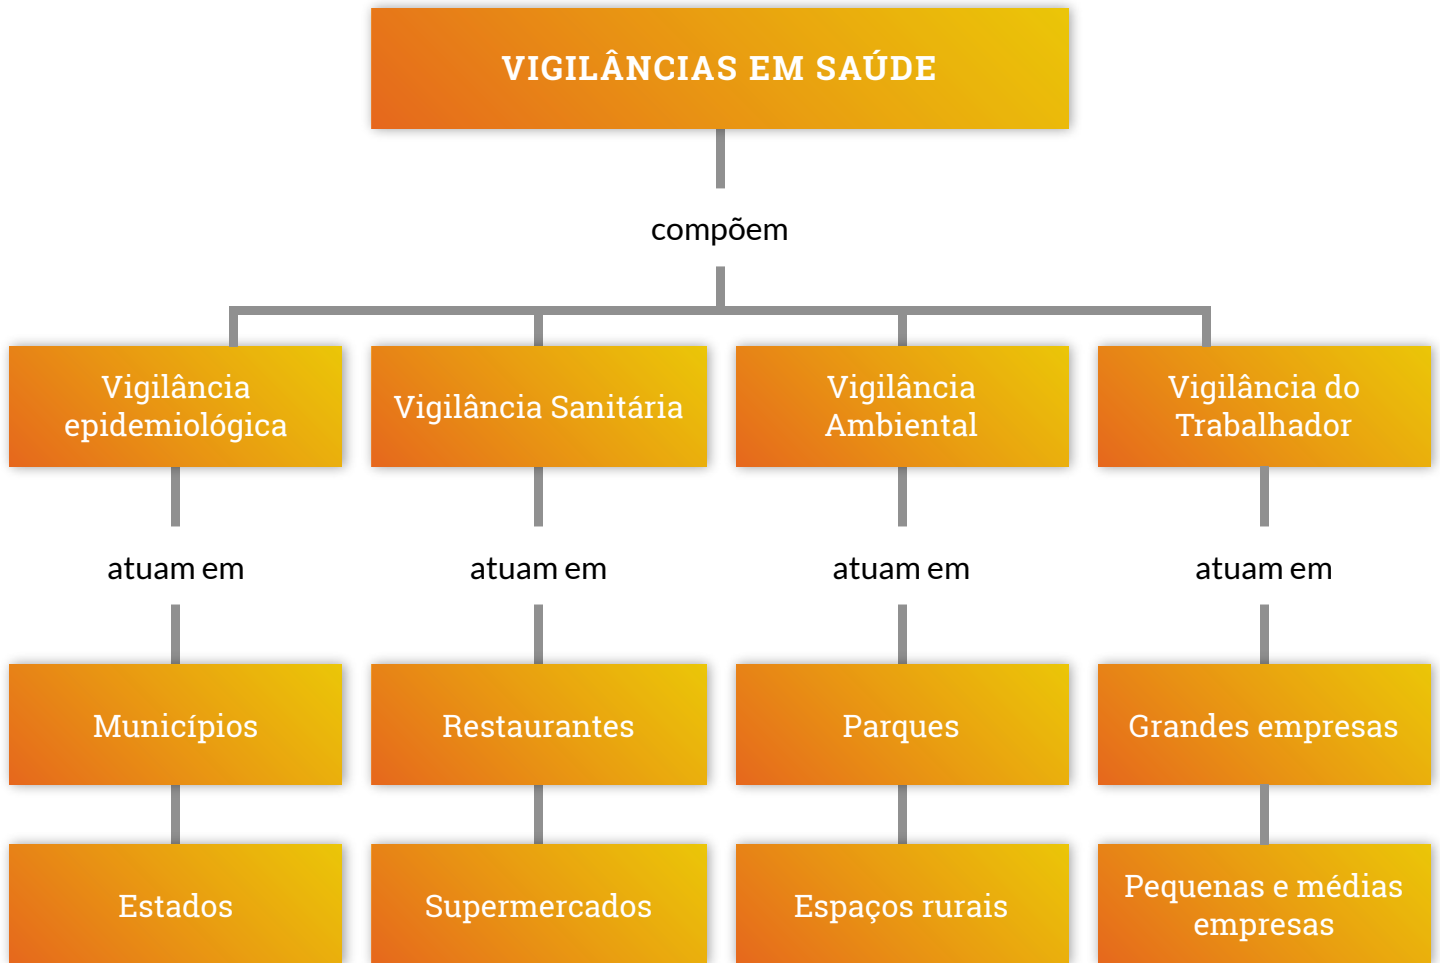 VIGILÂNCIAS EM SAÚDE
compõem
Vigilância
epidemiológica
Vigilância Sanitária
Vigilância
Ambiental
Vigilância do
Trabalhador
atuam em
atuam em
atuam em
atuam em
Municípios
Restaurantes
Parques
Grandes empresas
Estados
Supermercados
Espaços rurais
Pequenas e médias
empresas